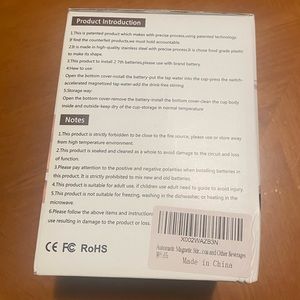 Product Introduction
1.This is patented product which makes with precise process,using patented technology.
If find the counterfeit products,we must hold accountable.
2.It is made in high-quality stainless steel with precise process.It is chose food grade plastic
to make its shape.
3.This product to install 2 7th batteries,please use with brand battery.
4.How to use:
Open the bottom cover-install the battery-put the tap water into the cup-press the switch-
accelerated magnetized tap water-add the drink-free stirring
5.Storage way:
Open the bottom cover-remove the battery-install the bottom cover-clean the cup body
inside and outside-keep dry of the cup-storage in normal temperature
Notes
1.This product is strictly forbidden to be close to the fire source, please use or store away
from high temperature environment.
2.This product is soaked and cleared as a whole to avoid damage to the circuit and loss
of function.
3.Please pay attention to the positive and negative polarities when installing batteries in
this product. It is strictly prohibited to mix new and old batteries.
4.This product is suitable for adult use. if children use adult need to guide to avoid injury.
5.This product is not suitable for freezing, washing in the dishwasher, or heating in the
microwave.
6.Please follow the above items and instructions
use resulting in damage to the product or
X002WAZB3N
Automatic Magnetic Stir... coa and Other Beverages
Made in China
CE FC RoHS